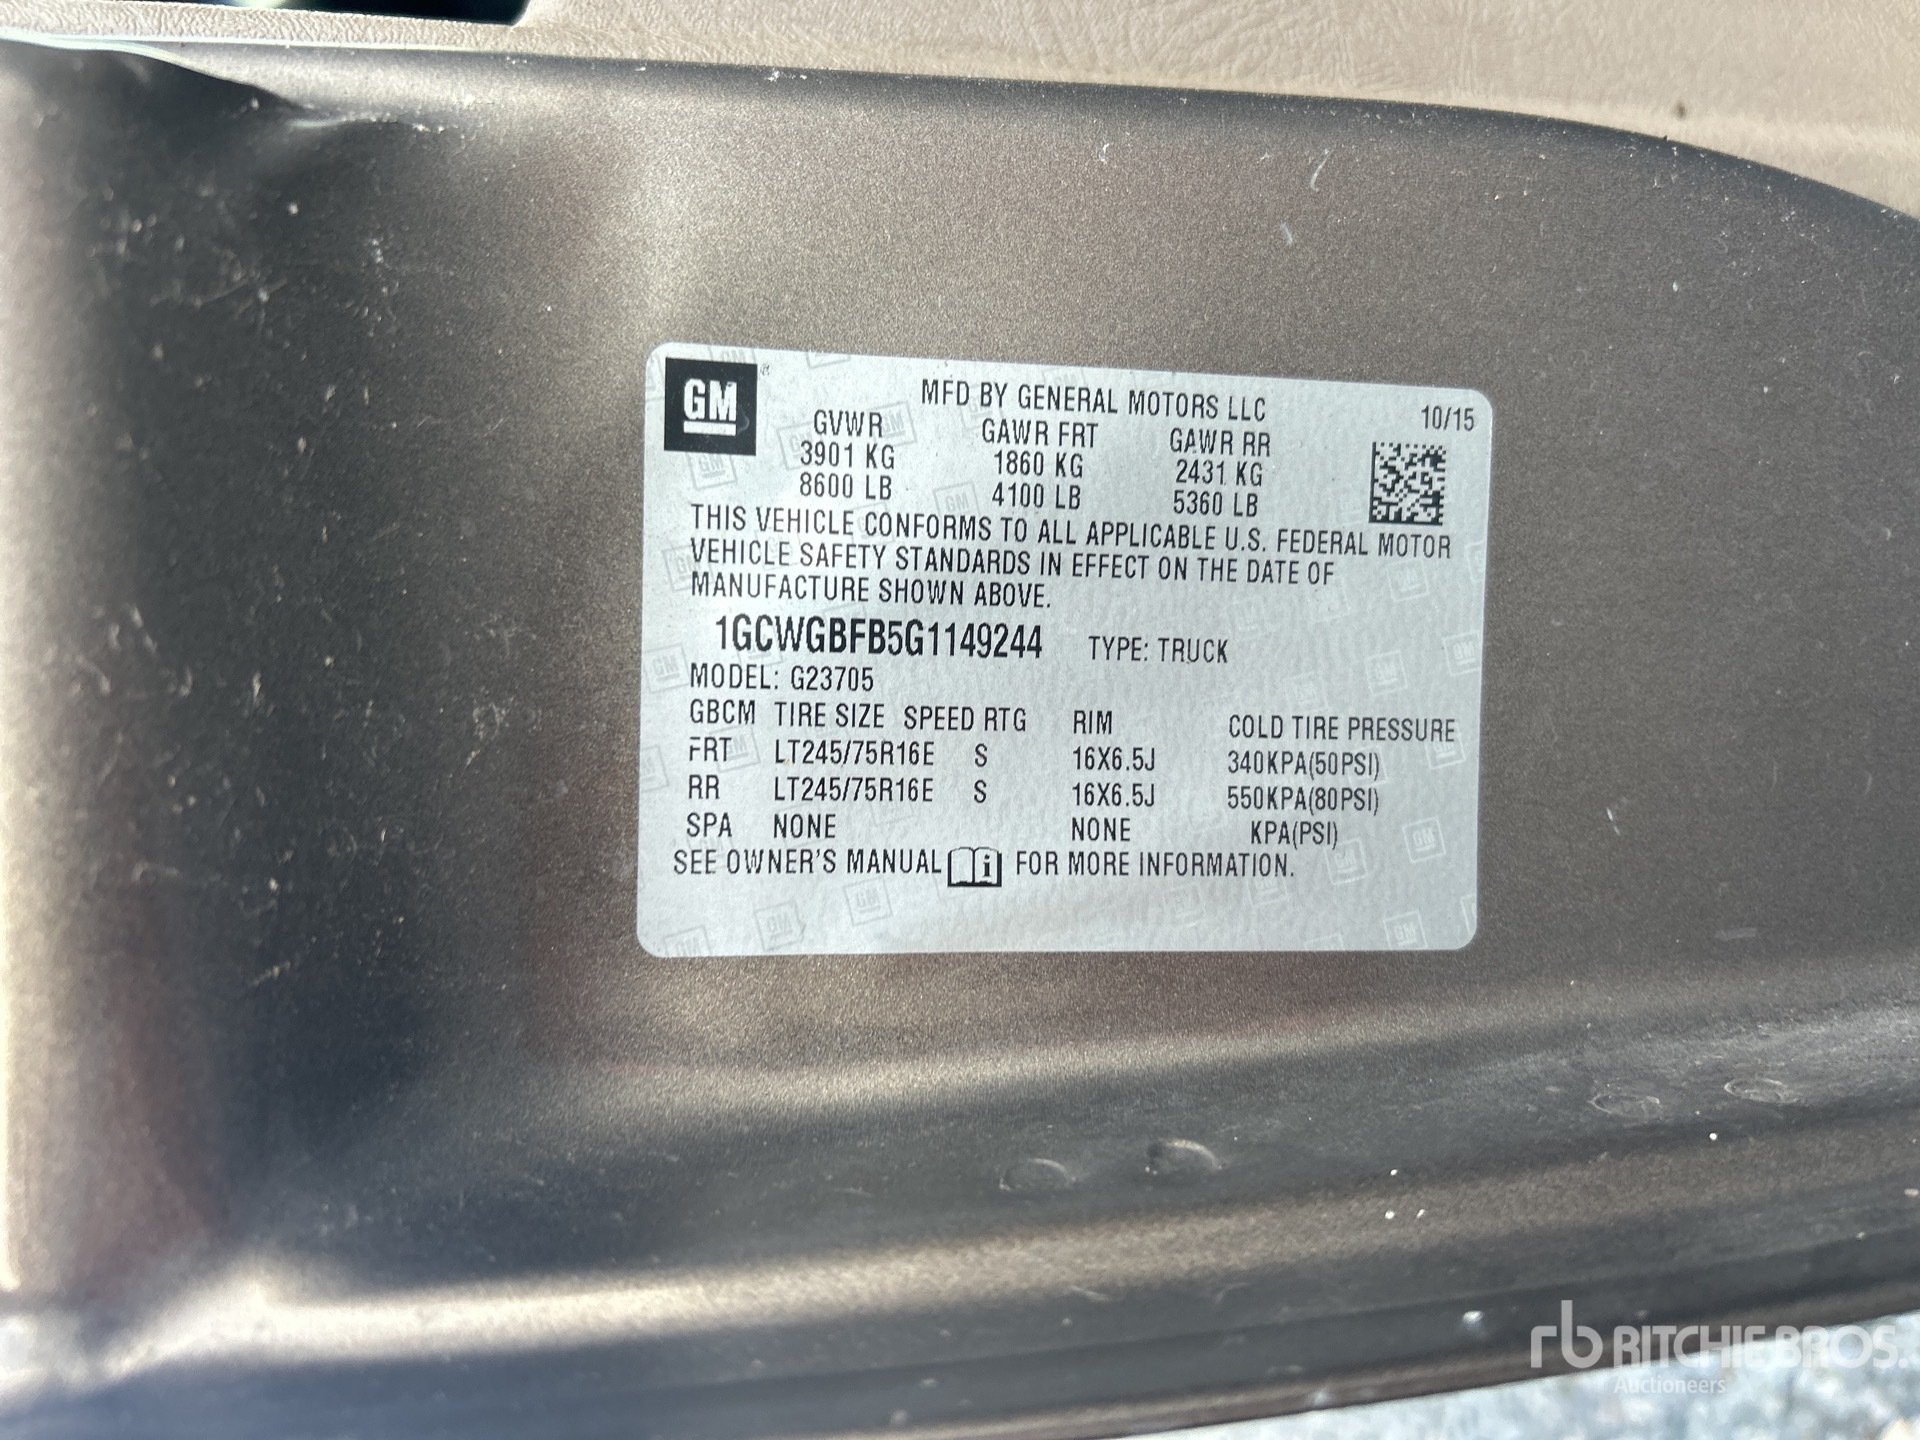 GM ®
MFD BY GENERAL MOTORS LLC 10/15
GVWR GAWR FRT GAWR RR
3901 KG 1860 KG 2431 KG
8600 LB 4100 LB 5360 LB
THIS VEHICLE CONFORMS TO ALL APPLICABLE U.S. FEDERAL MOTOR
VEHICLE SAFETY STANDARDS IN EFFECT ON THE DATE OF
MANUFACTURE SHOWN ABOVE.
1GCWGBFB5G1149244 TYPE: TRUCK
MODEL: G23705
GBCM TIRE SIZE SPEED RTG RIM COLD TIRE PRESSURE
FRT LT245/75R16E S 16X6.5J 340KPA(50PSI)
RR LT245/75R16E S 16X6.5J 550KPA(80PSI)
SPA NONE NONE KPA(PSI)
SEE OWNER'S MANUAL i FOR MORE INFORMATION.
rb RITCHIE BROS.
Auctioneers